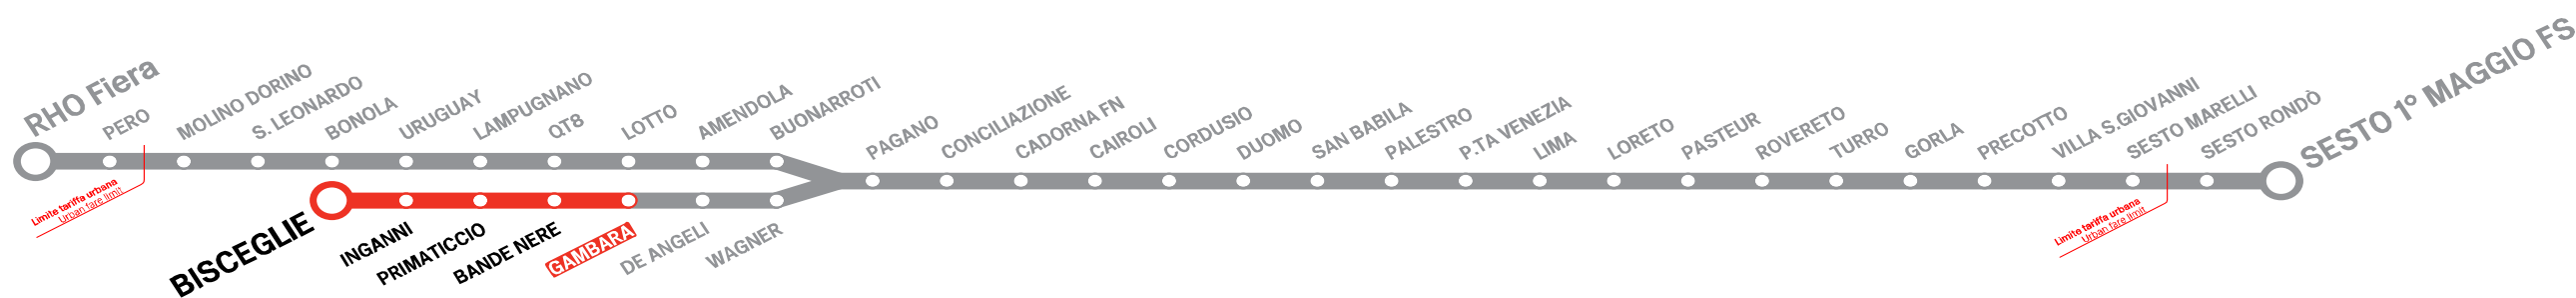 RHO Fiera
PERO
MOLINO DORINO
S. LEONARDO
BONOLA
URUGUAY
LAMPUGNANO
QT8
LOTTO
AMENDOLA
BUONARROTI
PAGANO
CONCILIAZIONE
CADORNA FN
CAIROLI
CORDUSIO
DUOMO
SAN BABILA
PALESTRO
P.TA VENEZIA
LIMA
LORETO
PASTEUR
ROVERETO
TURRO
GORLA
PRECOTTO
VILLA S.GIOVANNI
SESTO MARELLI
SESTO RONDÒ
SESTO 1° MAGGIO FS
Limite tariffa urbana
Urban fare limit
BISCEGLIE
INGANNI
PRIMATICCIO
BANDE NERE
GAMBARA
DE ANGELI
WAGNER
Limite tariffa urbana
Urban fare limit